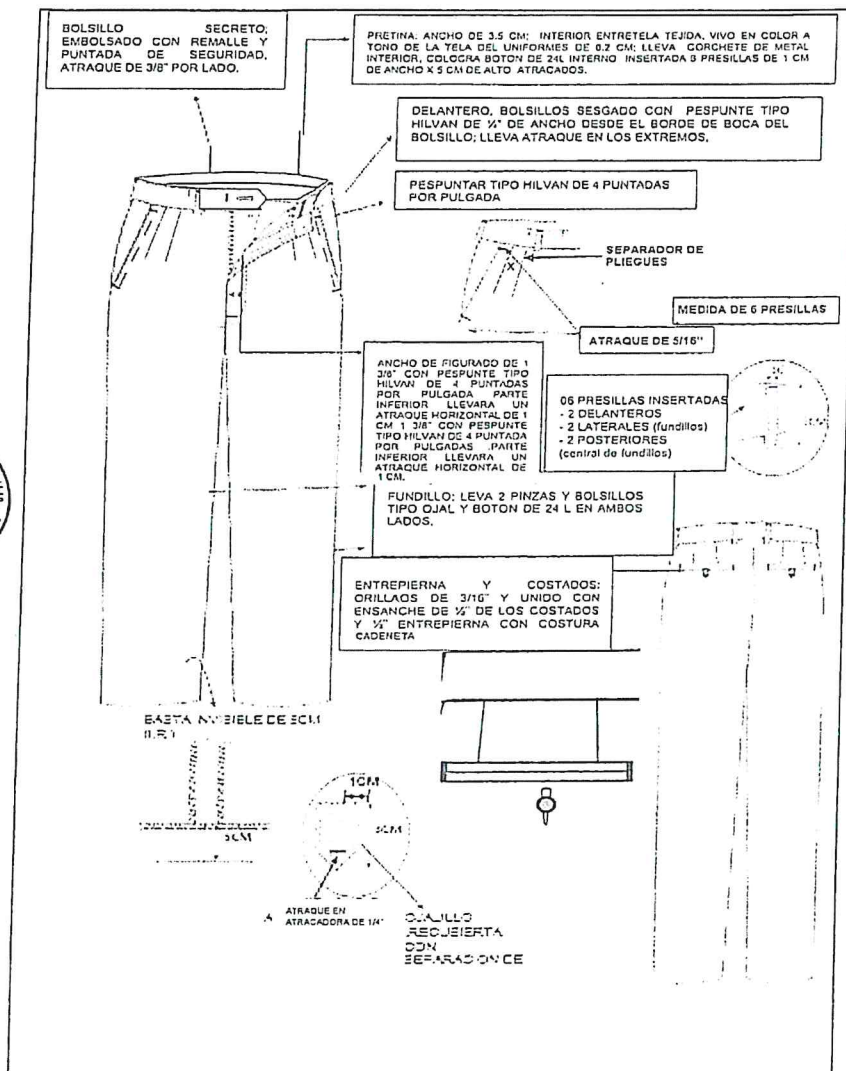 BOLSILLO SECRETO;
EMBOLSADO CON REMALLE Y
PUNTADA DE SEGURIDAD,
ATRAQUE DE 3/8" POR LADO.
PRETINA: ANCHO DE 3.5 CM; INTERIOR ENTRETELA TEJIDA, VIVO EN COLOR A
TONO DE LA TELA DEL UNIFORMES DE 0.2 CM; LLEVA CORCHETE DE METAL
INTERIOR, COLOCRA BOTON DE 24L INTERNO INSERTADA 8 PRESILLAS DE 1 CM
DE ANCHO X 5 CM DE ALTO ATRACADOS.
DELANTERO, BOLSILLOS SESGADO CON PESPUNTE TIPO
HILVAN DE ¼" DE ANCHO DESDE EL BORDE DE BOCA DEL
BOLSILLO; LLEVA ATRAQUE EN LOS EXTREMOS,
PESPUNTAR TIPO HILVAN DE 4 PUNTADAS
POR PULGADA
SEPARADOR DE
PLIEGUES
X
MEDIDA DE 6 PRESILLAS
ATRAQUE DE 5/16"
ANCHO DE FIGURADO DE 1
3/8" CON PESPUNTE TIPO
HILVAN DE 4 PUNTADAS
POR PULGADA PARTE
INFERIOR LLEVARA UN
ATRAQUE HORIZONTAL DE 1
CM 1 3/8" CON PESPUNTE
TIPO HILVAN DE 4 PUNTADA
POR PULGADAS .PARTE
INFERIOR LLEVARA UN
ATRAQUE HORIZONTAL DE
1 CM.
06 PRESILLAS INSERTADAS
- 2 DELANTEROS
- 2 LATERALES (fundillos)
- 2 POSTERIORES
(central de fundillos)
FUNDILLO; LEVA 2 PINZAS Y BOLSILLOS
TIPO OJAL Y BOTON DE 24 L EN AMBOS
LADOS,
ENTREPIERNA Y COSTADOS:
ORILLAOS DE 3/16" Y UNIDO CON
ENSANCHE DE ½" DE LOS COSTADOS
Y ½" ENTREPIERNA CON COSTURA
CADENETA
BASTA DE 5CM
5CM
1CM
3CM
ATRAQUE EN
ATRACADORA DE 1/4"
OJALILLO
CON